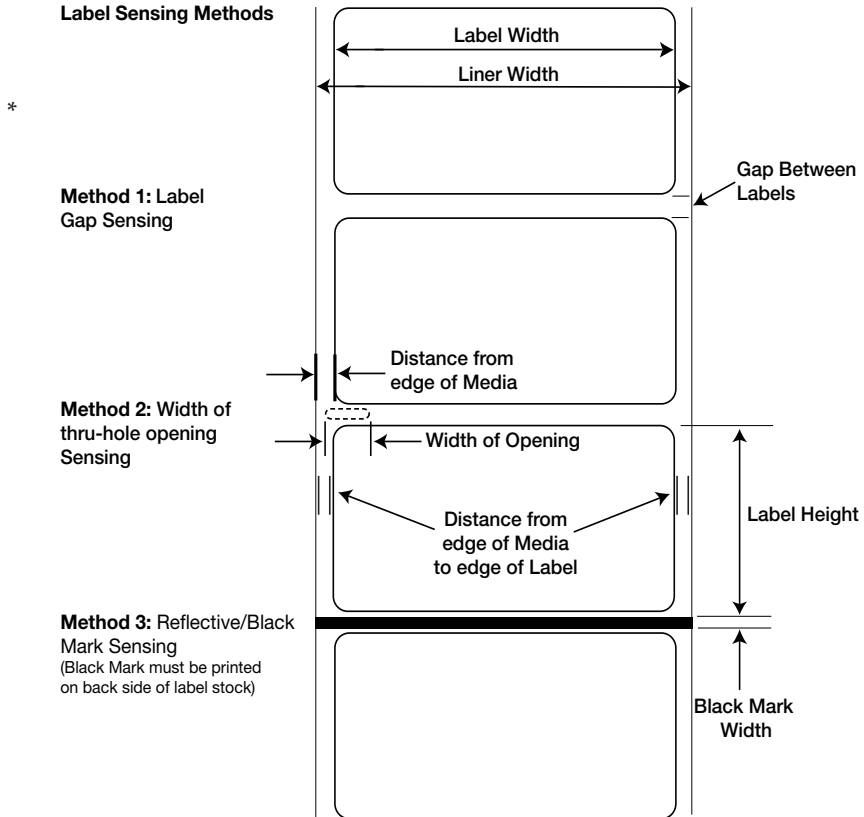 Label Sensing Methods
Label Width
Liner Width
*
Gap Between
Labels
Method 1: Label
Gap Sensing
Distance from
edge of Media
Method 2: Width of
thru-hole opening
Sensing
Width of Opening
Distance from
edge of Media
to edge of Label
Label Height
Method 3: Reflective/Black
Mark Sensing
(Black Mark must be printed
on back side of label stock)
Black Mark
Width